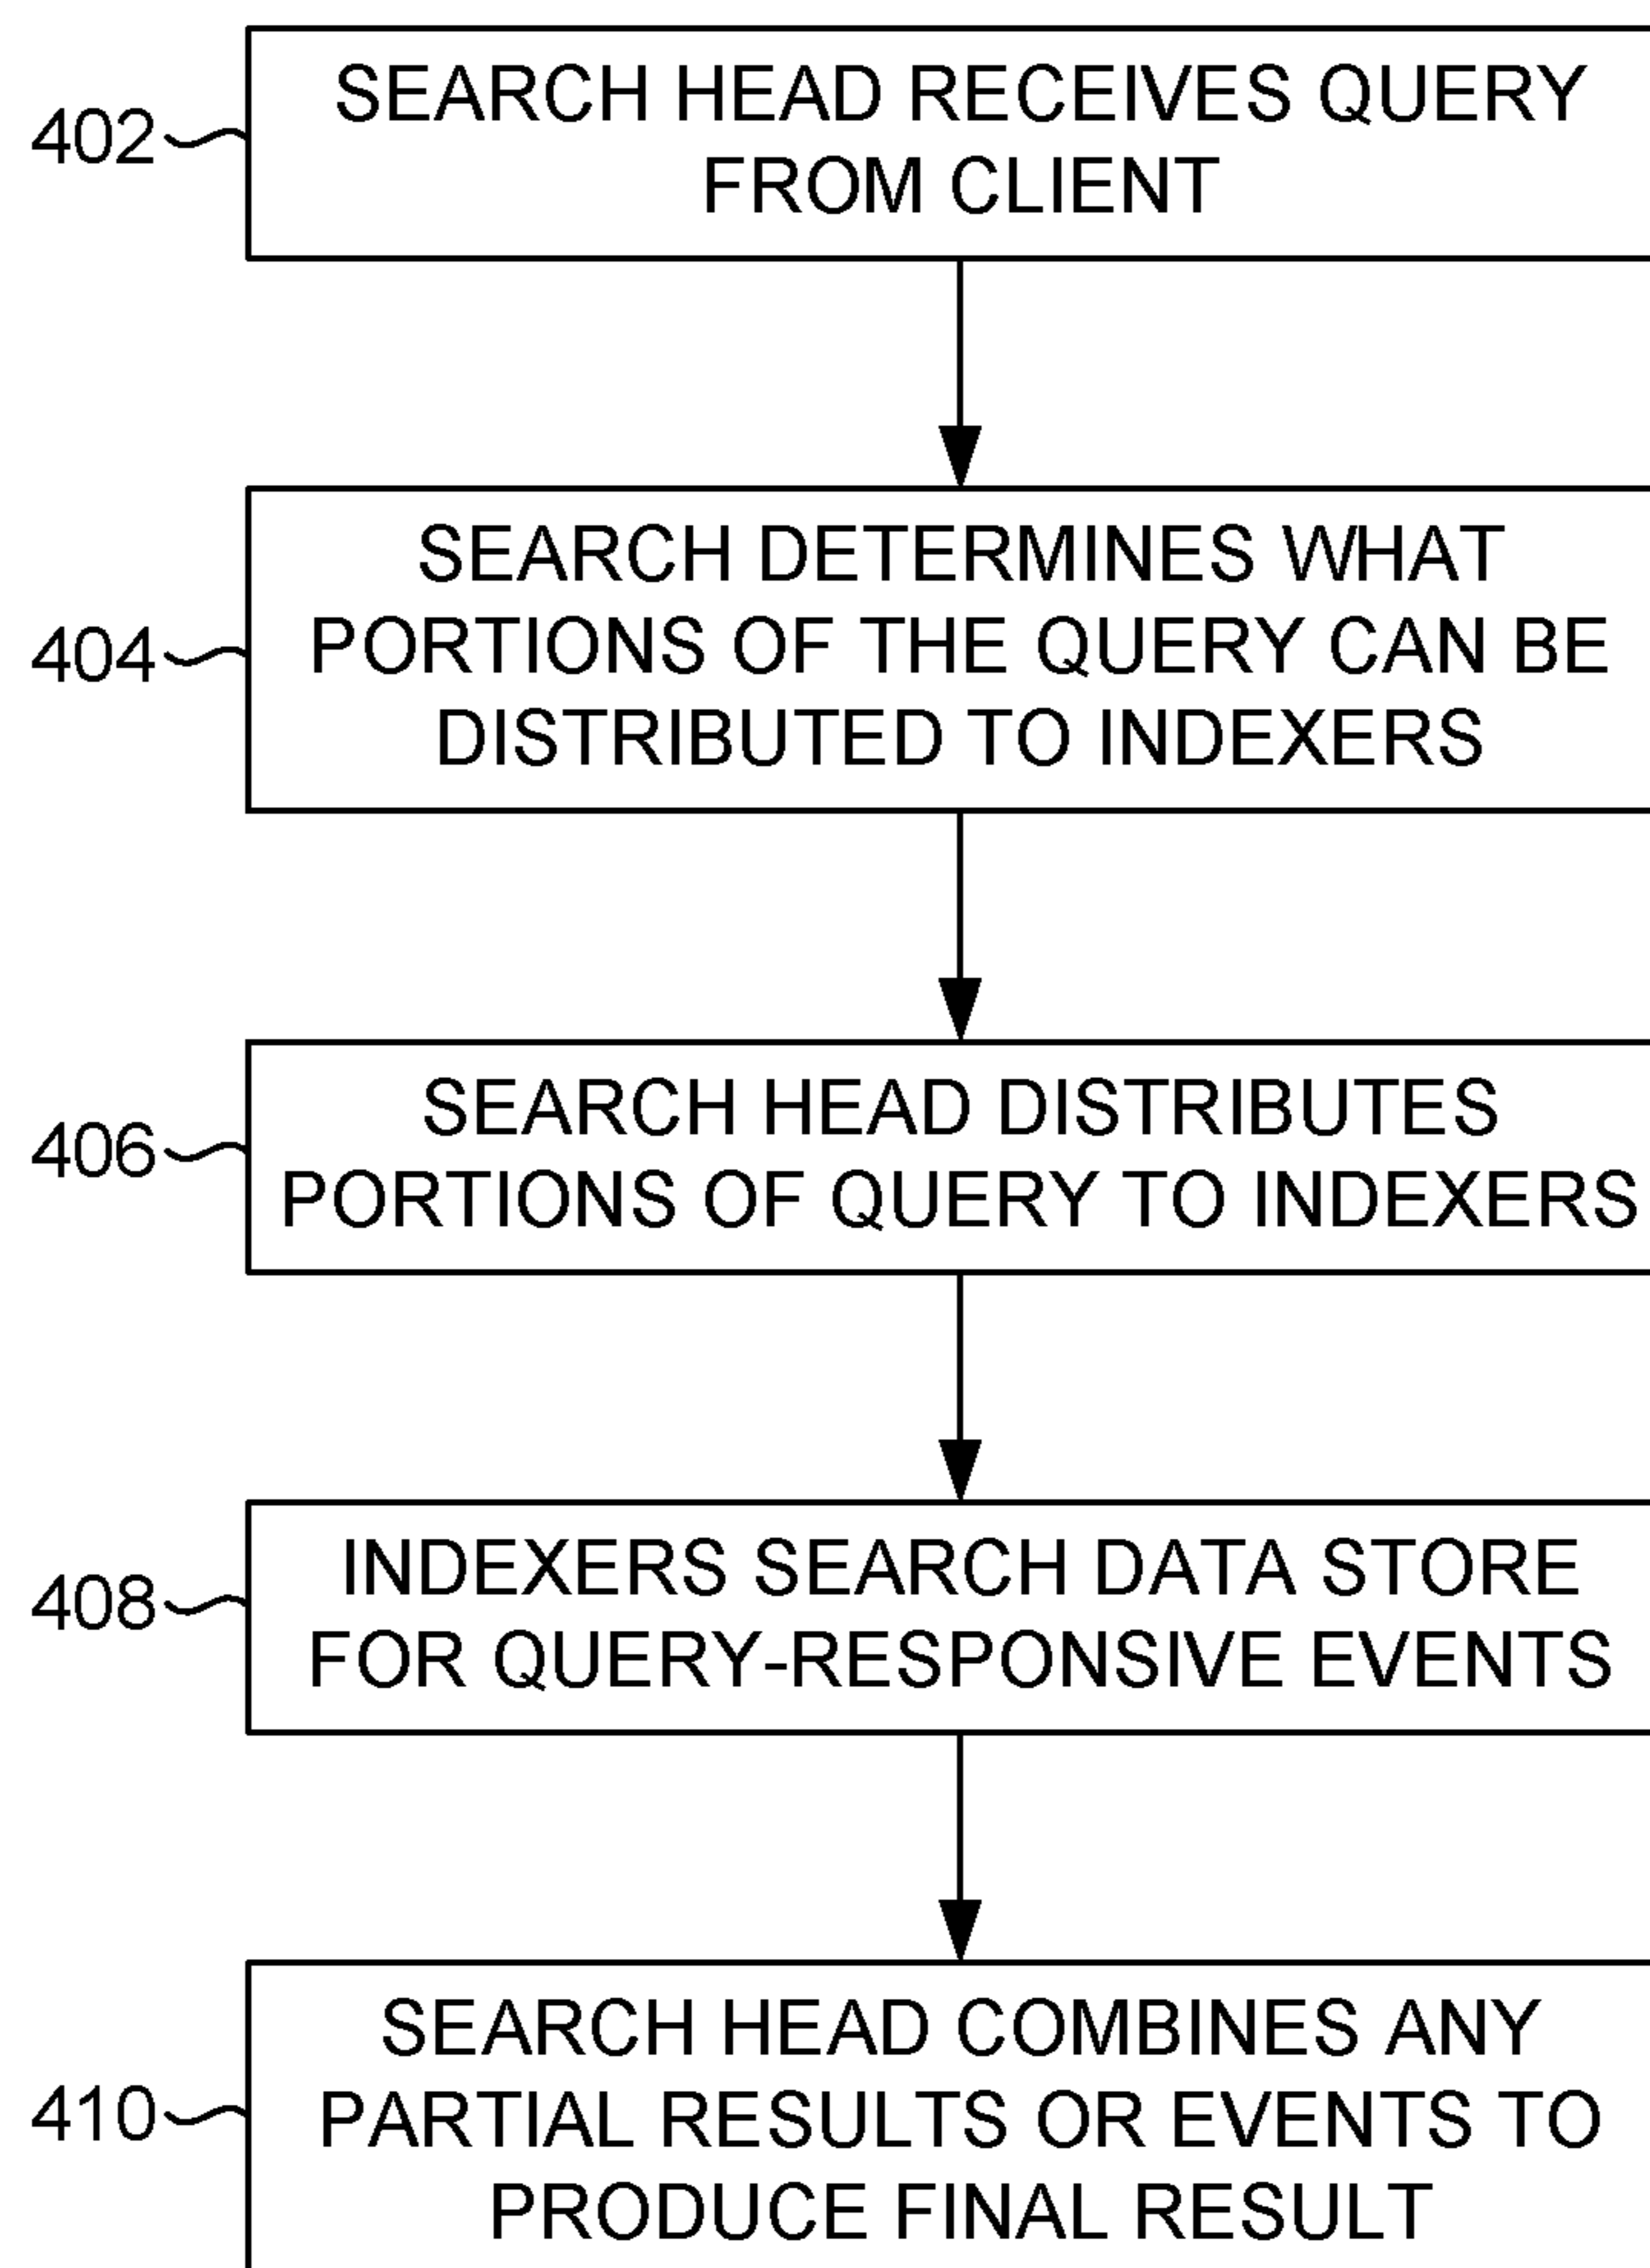 SEARCH HEAD RECEIVES QUERY
FROM CLIENT
402
SEARCH DETERMINES WHAT
PORTIONS OF THE QUERY CAN BE
DISTRIBUTED TO INDEXERS
404
SEARCH HEAD DISTRIBUTES
PORTIONS OF QUERY TO INDEXERS
406
INDEXERS SEARCH DATA STORE
FOR QUERY-RESPONSIVE EVENTS
408
SEARCH HEAD COMBINES ANY
PARTIAL RESULTS OR EVENTS TO
PRODUCE FINAL RESULT
410